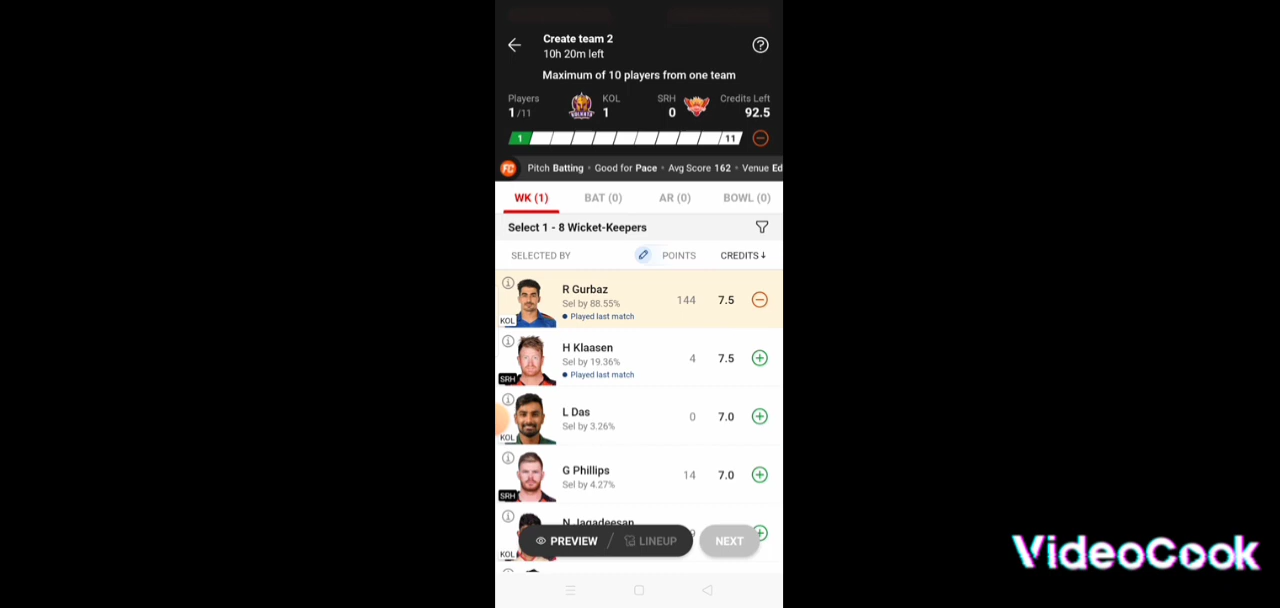 Create team 2
10h 20m left
Maximum of 10 players from one team
Players KOL SRH Credits Left
1/11 1 0 92.5
1 11
FC Pitch Batting • Good for Pace • Avg Score 162 • Venue Ed
WK (1) BAT (0) AR (0) BOWL (0)
Select 1 - 8 Wicket-Keepers
SELECTED BY POINTS CREDITS↓
R Gurbaz
Sel by 88.55% 144 7.5
Played last match
KOL
H Klaasen
Sel by 19.36% 4 7.5
Played last match
SRH
L Das 0 7.0
Sel by 3.26%
KOL
G Phillips 14 7.0
Sel by 4.27%
SRH
N Jagadeesan
PREVIEW / LINEUP NEXT
KOL
VideoCook